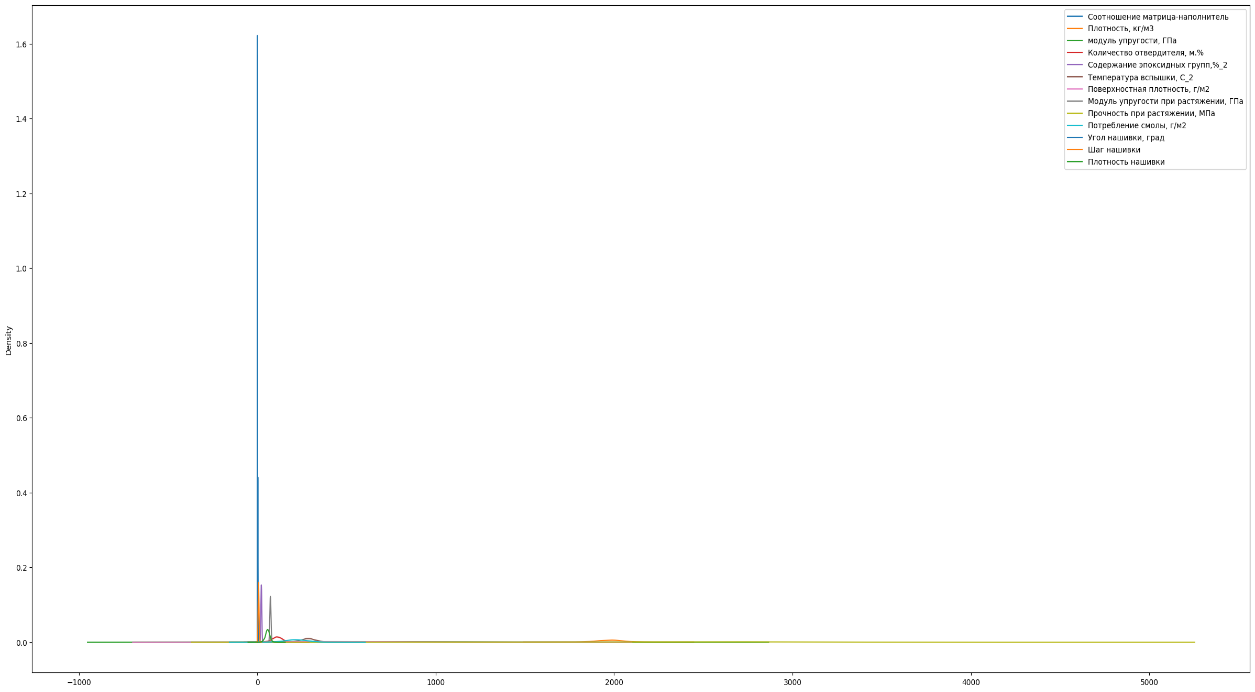 Соотношение матрица-наполнитель
Плотность, кг/м3
модуль упругости, ГПа
Количество отвердителя, м.%
Содержание эпоксидных групп,%_2
Температура вспышки, С_2
Поверхностная плотность, г/м2
Модуль упругости при растяжении, ГПа
Прочность при растяжении, МПа
Потребление смолы, г/м2
Угол нашивки, град
Шаг нашивки
Плотность нашивки
1.6
1.4
1.2
1.0
0.8
0.6
0.4
0.2
0.0
Density
−1000 0 1000 2000 3000 4000 5000